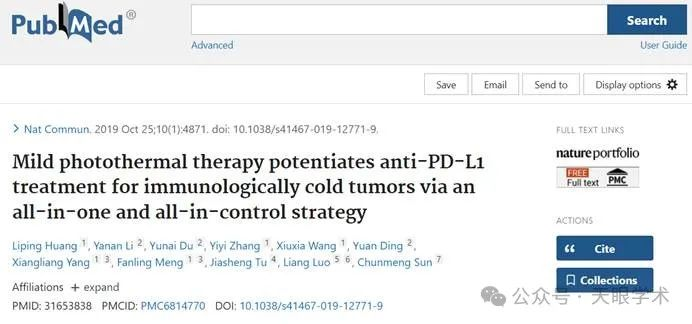 PubMed®
Search
Advanced
User Guide
Save
Email
Send to
Display options
Nat Commun. 2019 Oct 25;10(1):4871. doi: 10.1038/s41467-019-12771-9.
Mild photothermal therapy potentiates anti-PD-L1
treatment for immunologically cold tumors via an
all-in-one and all-in-control strategy
Liping Huang 1, Yanan Li 2, Yunai Du 2, Yiyi Zhang 1, Xiuxia Wang 1, Yuan Ding 2,
Xiangliang Yang 1 3, Fanling Meng 1 3, Jiasheng Tu 4, Liang Luo 5 6, Chunmeng Sun 7
Affiliations + expand
PMID: 31653838 PMCID: PMC6814770 DOI: 10.1038/s41467-019-12771-9
FULL TEXT LINKS
natureportfolio
FREE
Full text PMC
ACTIONS
Cite
Collections
公众号·天眼学术